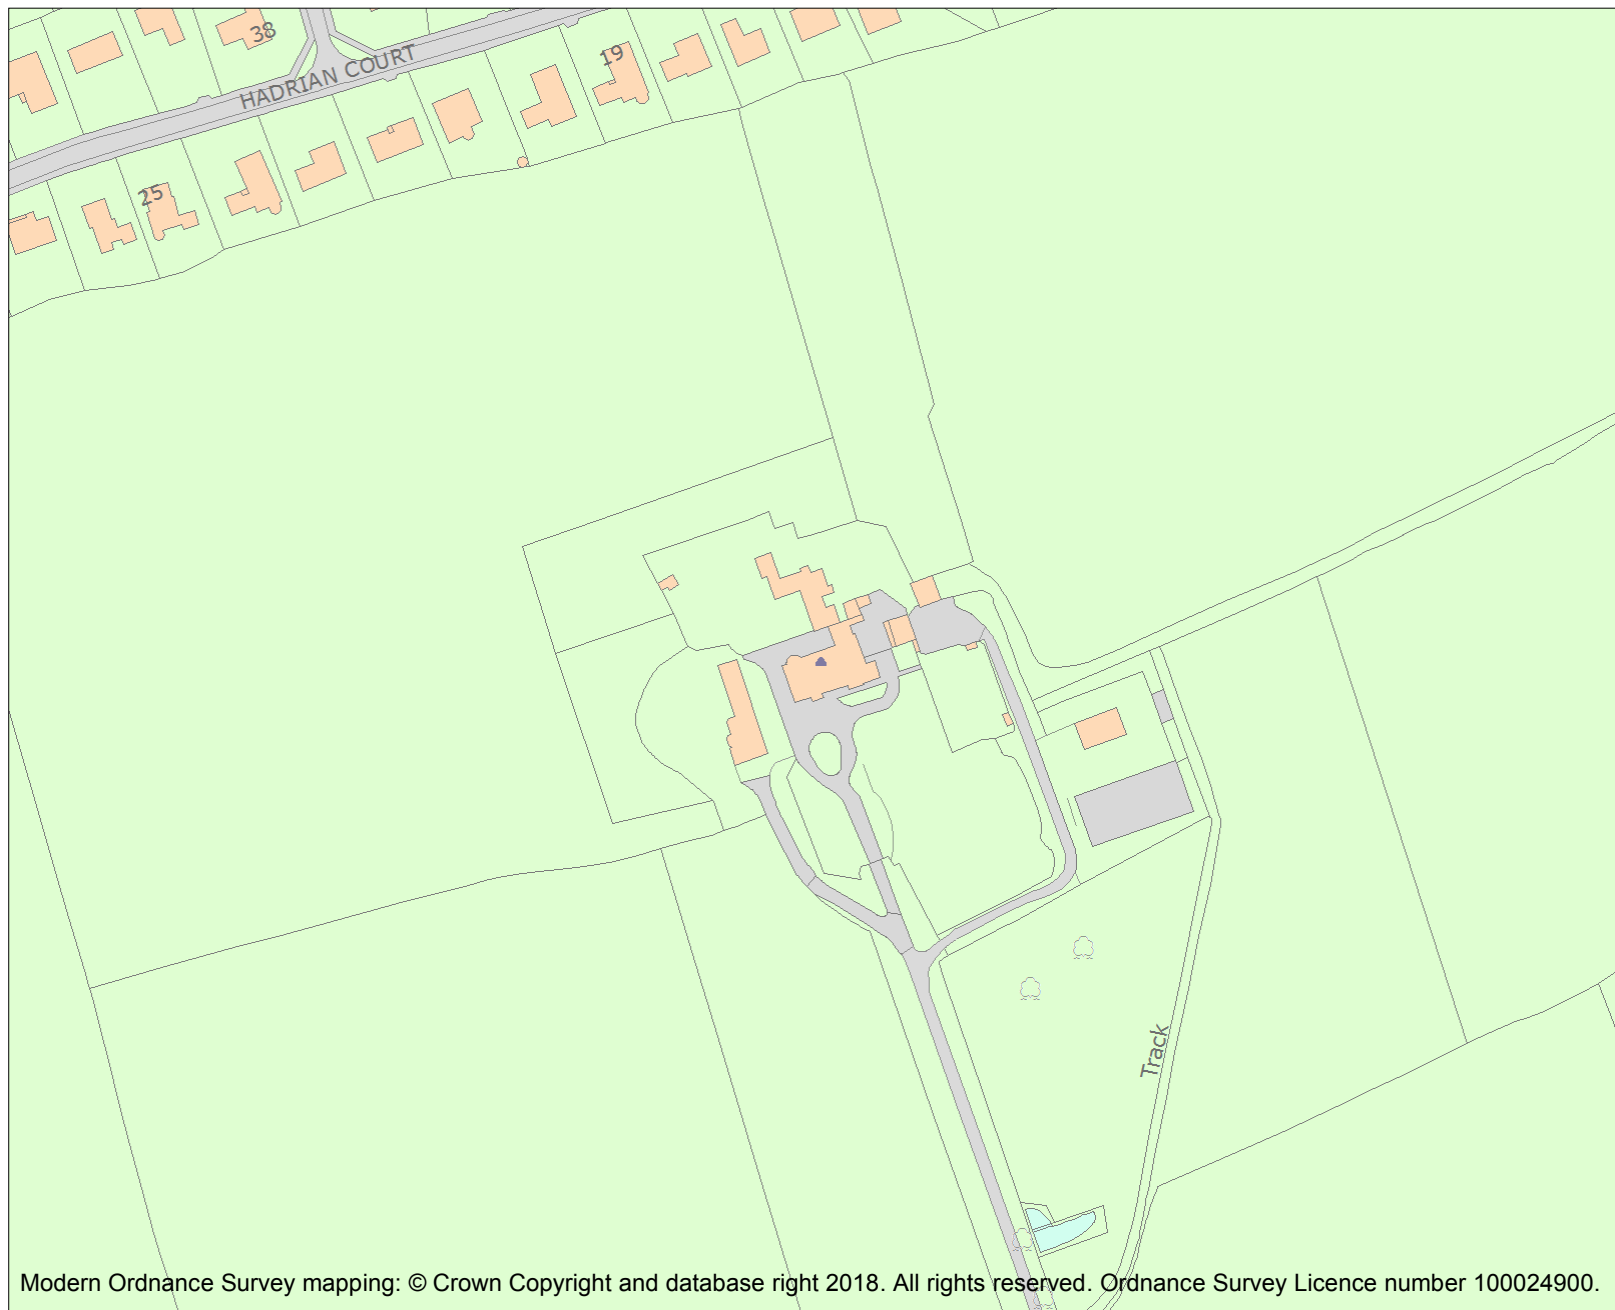 38
HADRIAN COURT
19
25
Track
Modern Ordnance Survey mapping: © Crown Copyright and database right 2018. All rights reserved. Ordnance Survey Licence number 100024900.